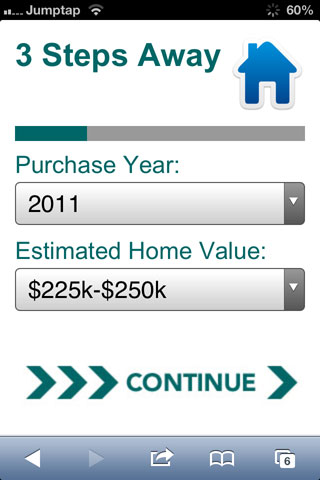 Jumptap
60%
3 Steps Away
Purchase Year:
2011
Estimated Home Value:
$225k-$250k
CONTINUE
6